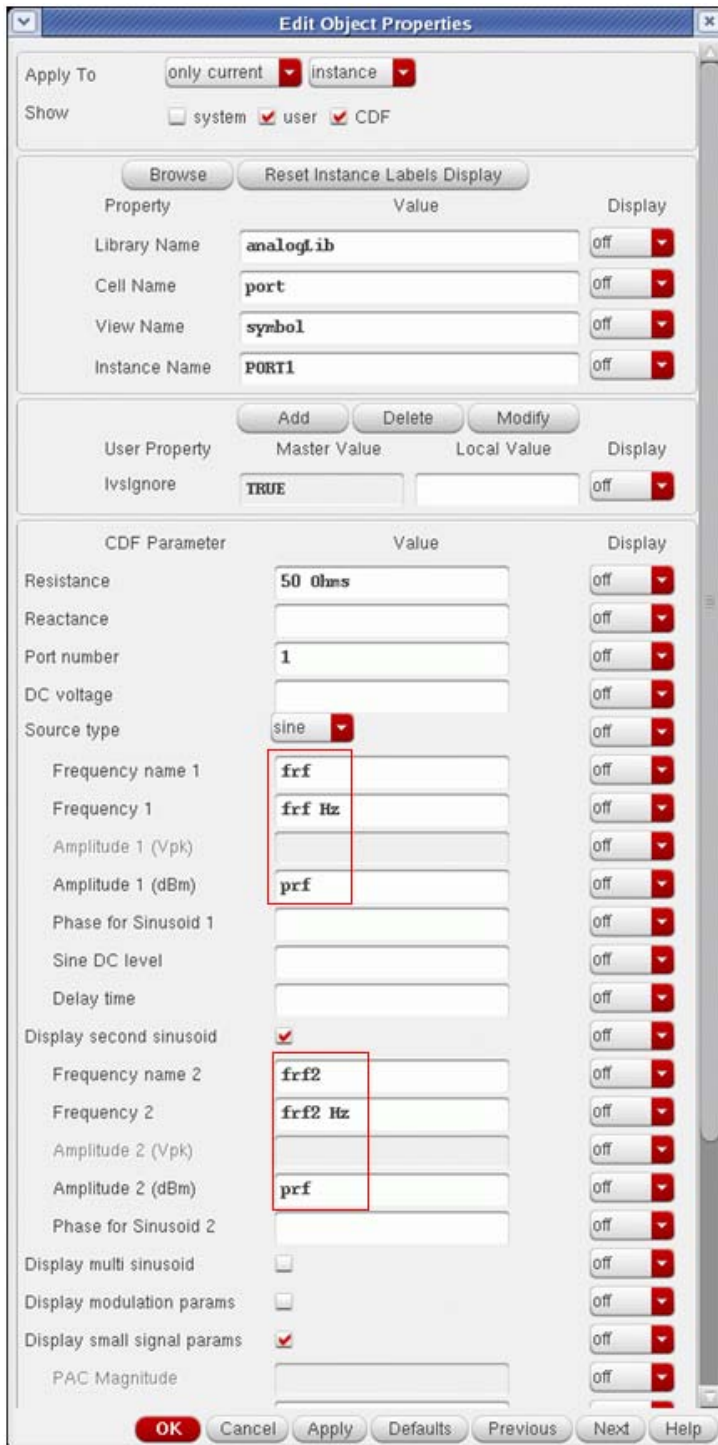 Edit Object Properties
Apply To only current instance
Show system user CDF
Browse Reset Instance Labels Display
Property Value Display
Library Name analogLib off
Cell Name port off
View Name symbol off
Instance Name PORT1 off
Add Delete Modify
User Property Master Value Local Value Display
lvsIgnore TRUE off
CDF Parameter Value Display
Resistance 50 Ohms off
Reactance off
Port number 1 off
DC voltage off
Source type sine off
Frequency name 1 frf off
Frequency 1 frf Hz off
Amplitude 1 (Vpk) off
Amplitude 1 (dBm) prf off
Phase for Sinusoid 1 off
Sine DC level off
Delay time off
Display second sinusoid off
Frequency name 2 frf2 off
Frequency 2 frf2 Hz off
Amplitude 2 (Vpk) off
Amplitude 2 (dBm) prf off
Phase for Sinusoid 2 off
Display multi sinusoid off
Display modulation params off
Display small signal params off
PAC Magnitude off
OK Cancel Apply Defaults Previous Next Help